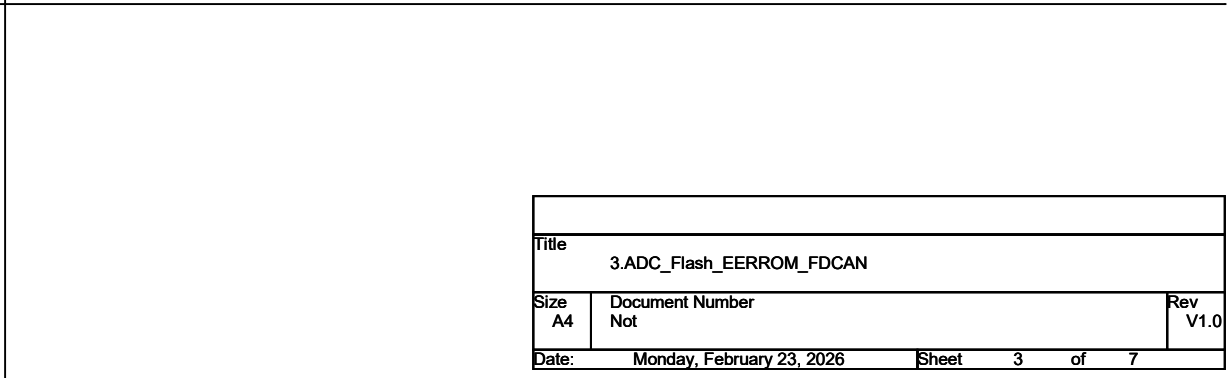 Title
3.ADC_Flash_EERROM_FDCAN
Size Document Number Rev
A4 Not V1.0
Date: Monday, February 23, 2026 Sheet 3 of 7